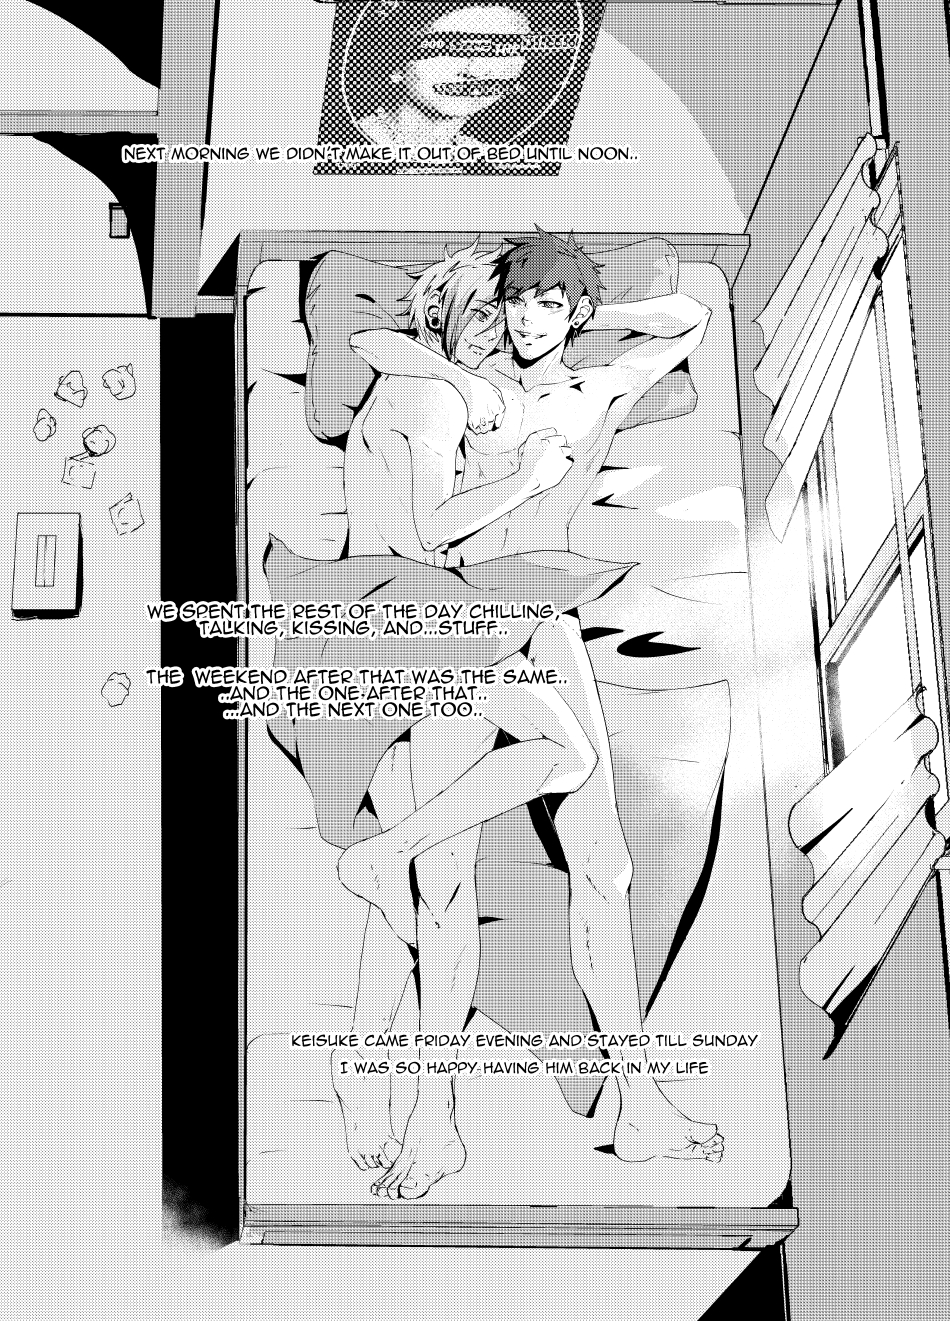 NEXT MORNING WE DIDN'T MAKE IT OUT OF BED UNTIL NOON..
WE SPENT THE REST OF THE DAY CHILLING,
TALKING, KISSING, AND...STUFF..
THE WEEKEND AFTER THAT WAS THE SAME..
..AND THE ONE AFTER THAT..
...AND THE NEXT ONE TOO..
KEISUKE CAME FRIDAY EVENING AND STAYED TILL SUNDAY
I WAS SO HAPPY HAVING HIM BACK IN MY LIFE